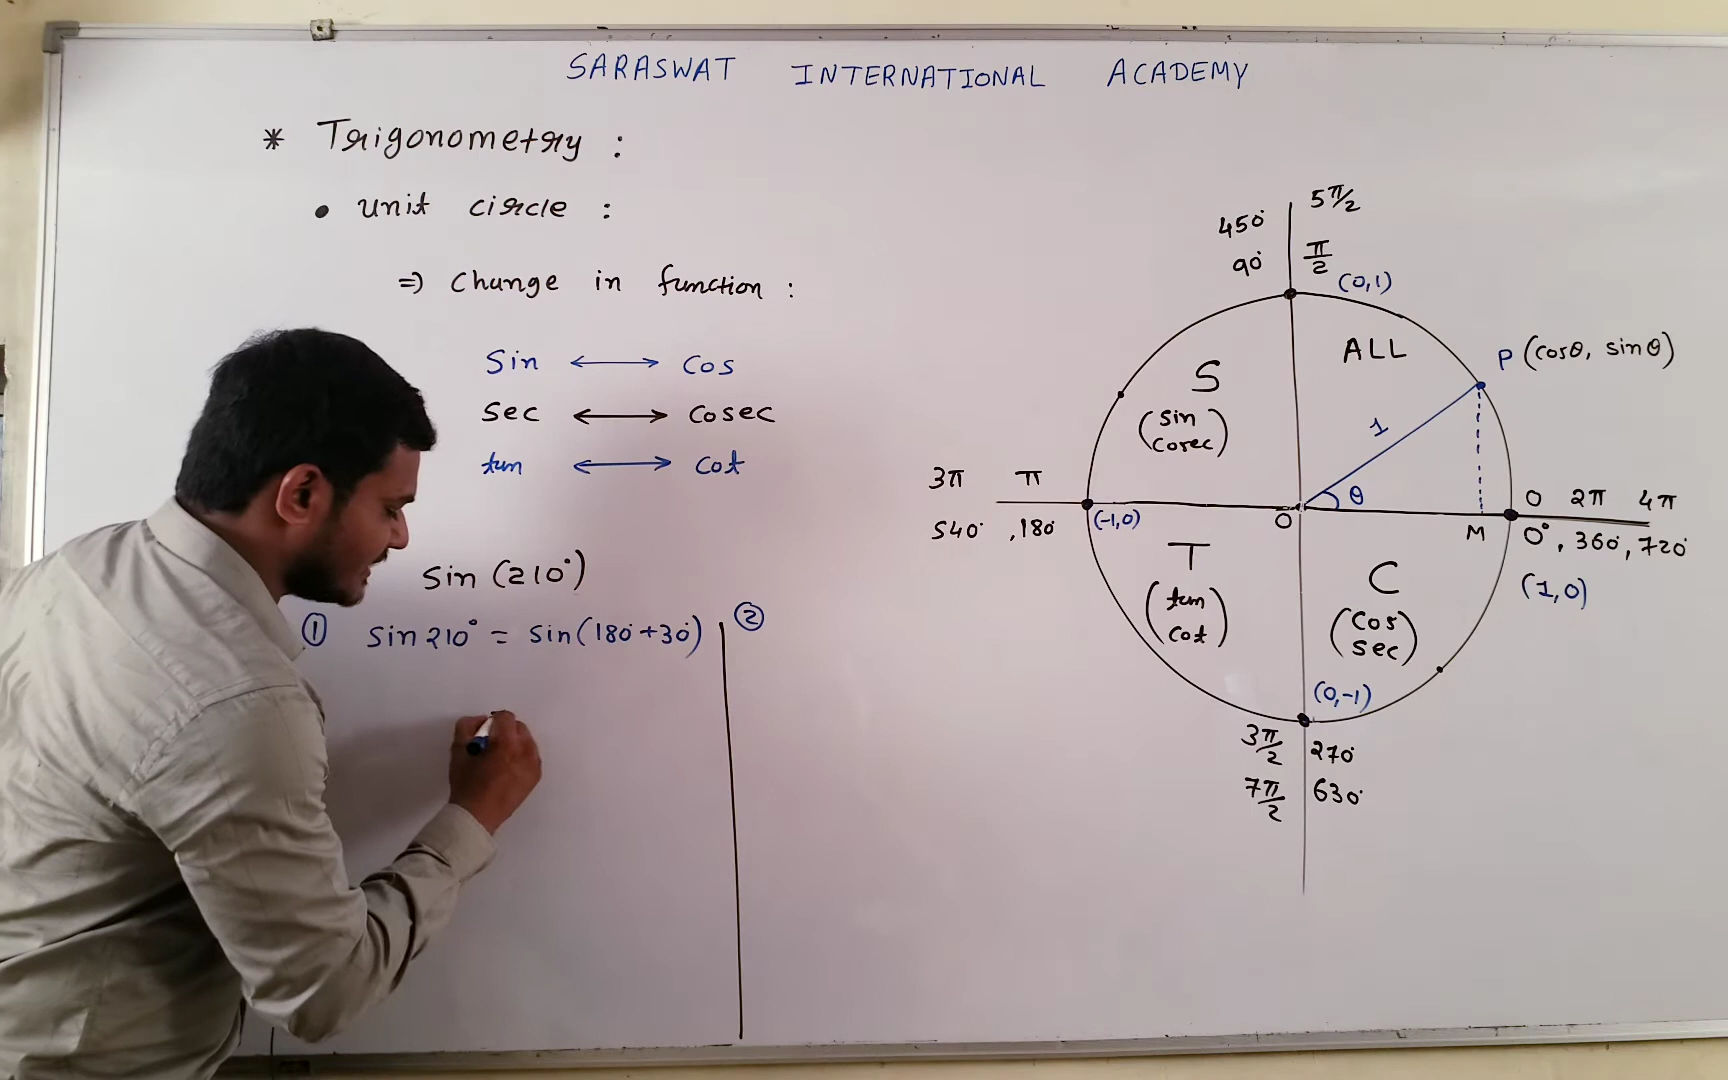 SARASWAT INTERNATIONAL ACADEMY
* Trigonometry :
• unit circle :
⇒ Change in function :
Sin ⟷ Cos
Sec ⟷ Cosec
tan ⟷ Cot
Sin (210°)
① sin 210° = sin(180°+30°)
②
450° 5π/2
90° π/2
(0,1)
ALL
P (cosθ, sinθ)
S
(sin
cosec)
1
θ
3π π
540°, 180°
(-1,0)
O
M
0 2π 4π
0°, 360°, 720°
(1,0)
T
(tan
cot)
C
(cos
sec)
(0,-1)
3π/2 270°
7π/2 630°